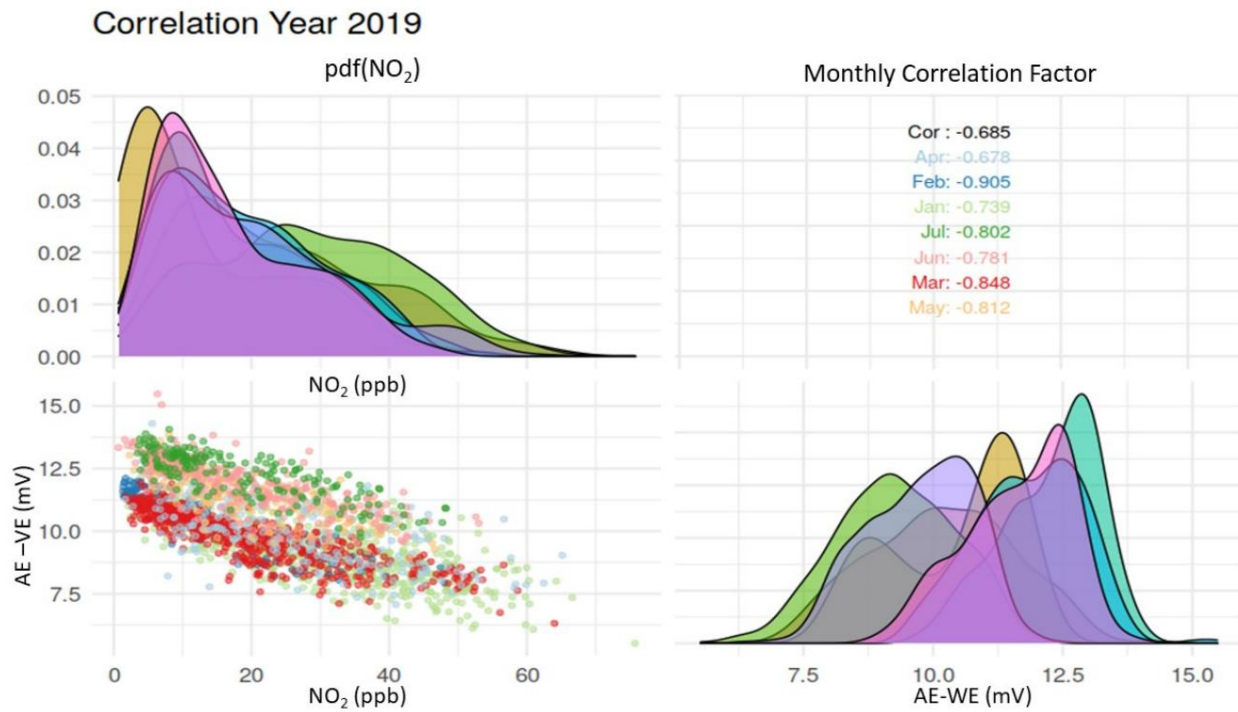 Correlation Year 2019
pdf(NO₂)
Monthly Correlation Factor
0.05
0.04
0.03
0.02
0.01
0.00
Cor : -0.685
Apr: -0.678
Feb: -0.905
Jan: -0.739
Jul: -0.802
Jun: -0.781
Mar: -0.848
May: -0.812
NO₂ (ppb)
AE –VE (mV)
15.0
12.5
10.0
7.5
0 20 40 60
NO₂ (ppb)
7.5 10.0 12.5 15.0
AE-WE (mV)